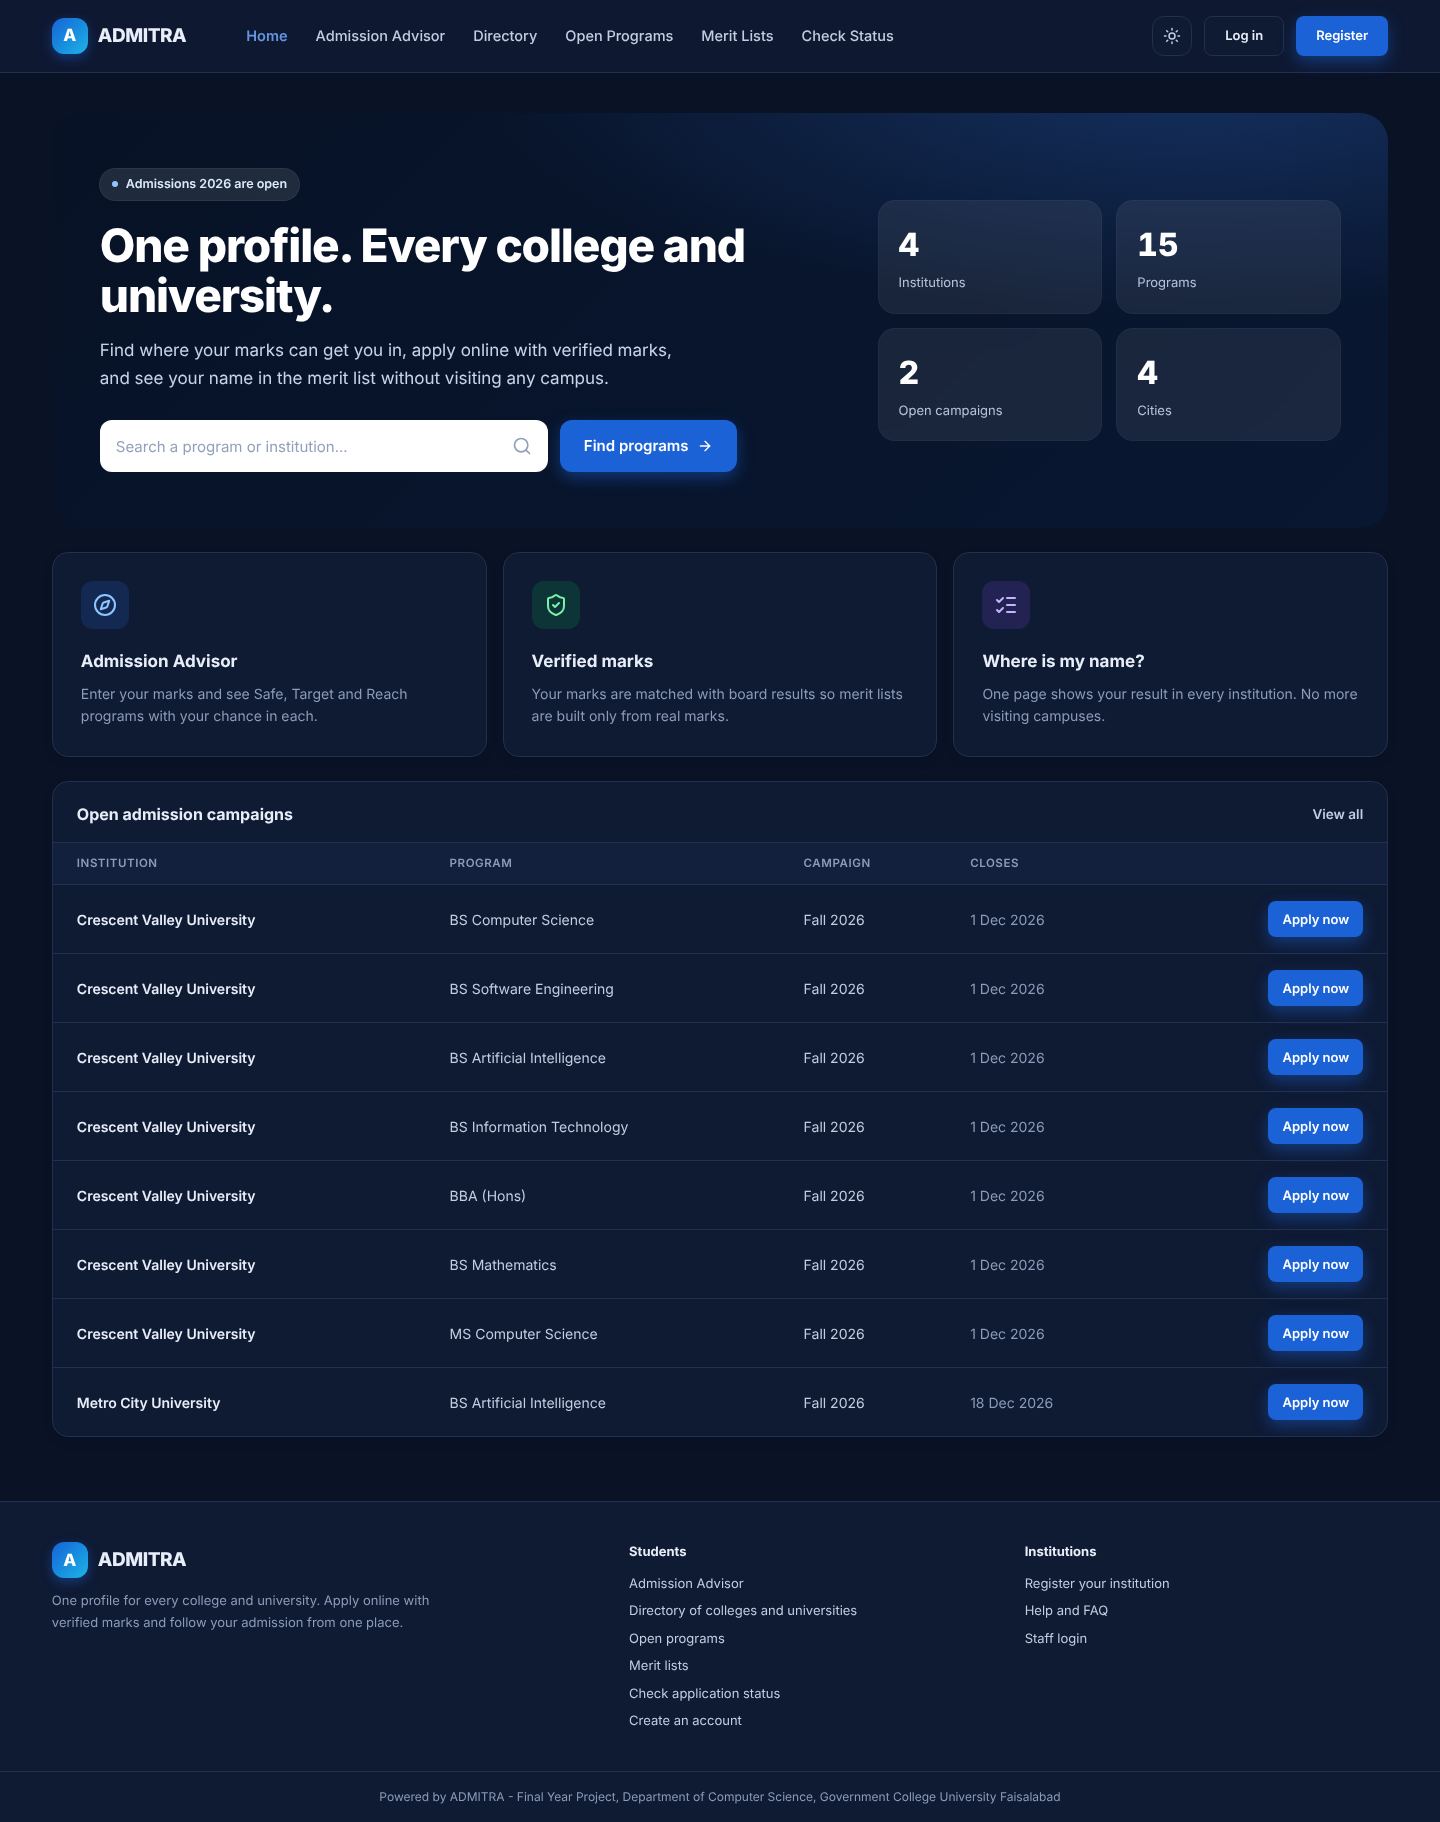 A ADMITRA
Home Admission Advisor Directory Open Programs Merit Lists Check Status
Log in Register
Admissions 2026 are open
One profile. Every college and
university.
Find where your marks can get you in, apply online with verified marks,
and see your name in the merit list without visiting any campus.
Search a program or institution...
Find programs
4
Institutions
15
Programs
2
Open campaigns
4
Cities
Admission Advisor
Enter your marks and see Safe, Target and Reach
programs with your chance in each.
Verified marks
Your marks are matched with board results so merit lists
are built only from real marks.
Where is my name?
One page shows your result in every institution. No more
visiting campuses.
Open admission campaigns View all
INSTITUTION PROGRAM CAMPAIGN CLOSES
Crescent Valley University BS Computer Science Fall 2026 1 Dec 2026 Apply now
Crescent Valley University BS Software Engineering Fall 2026 1 Dec 2026 Apply now
Crescent Valley University BS Artificial Intelligence Fall 2026 1 Dec 2026 Apply now
Crescent Valley University BS Information Technology Fall 2026 1 Dec 2026 Apply now
Crescent Valley University BBA (Hons) Fall 2026 1 Dec 2026 Apply now
Crescent Valley University BS Mathematics Fall 2026 1 Dec 2026 Apply now
Crescent Valley University MS Computer Science Fall 2026 1 Dec 2026 Apply now
Metro City University BS Artificial Intelligence Fall 2026 18 Dec 2026 Apply now
A ADMITRA
One profile for every college and university. Apply online with
verified marks and follow your admission from one place.
Students
Admission Advisor
Directory of colleges and universities
Open programs
Merit lists
Check application status
Create an account
Institutions
Register your institution
Help and FAQ
Staff login
Powered by ADMITRA - Final Year Project, Department of Computer Science, Government College University Faisalabad